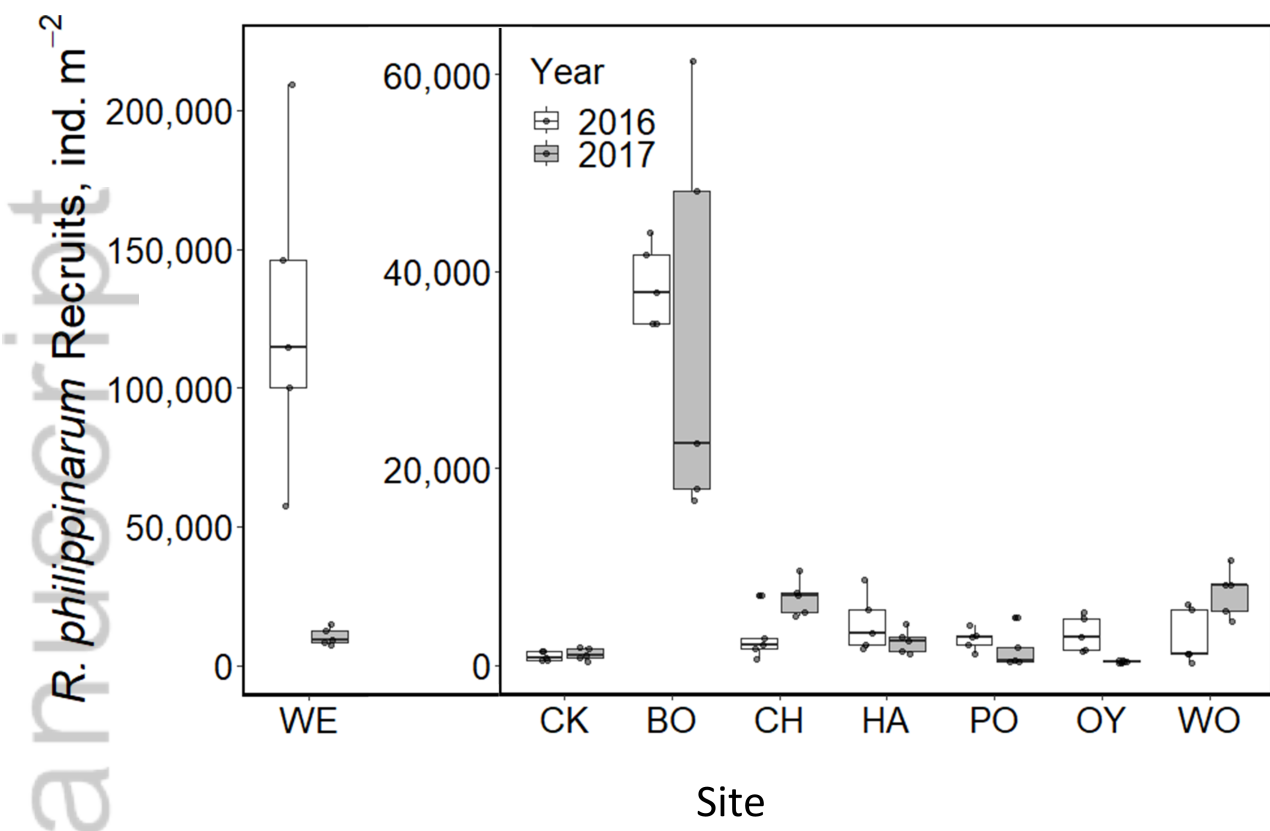 R. philippinarum Recruits, ind. m⁻²
200,000
150,000
100,000
50,000
0
60,000
40,000
20,000
0
Year
2016
2017
WE
CK BO CH HA PO OY WO
Site
anuscript